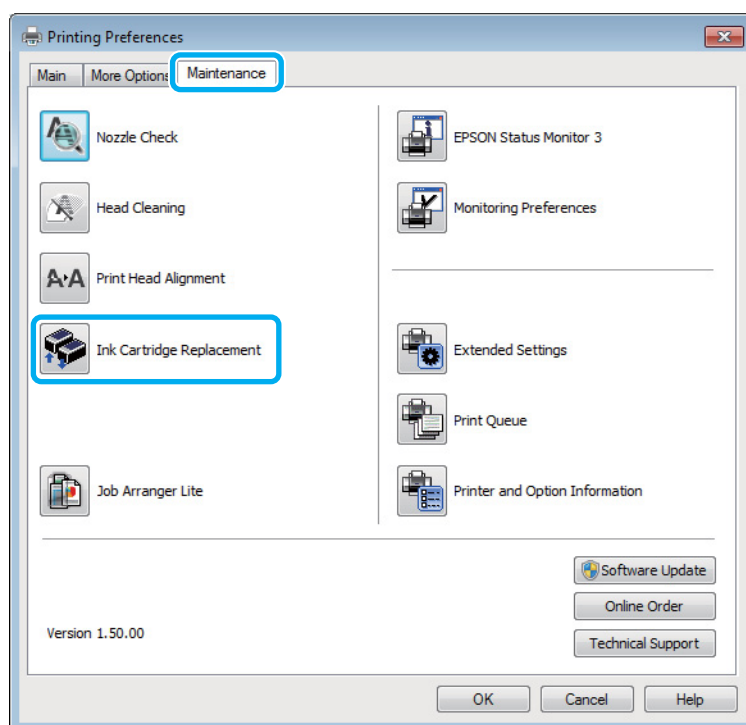 Printing Preferences
Main More Options Maintenance
Nozzle Check
EPSON Status Monitor 3
Head Cleaning
Monitoring Preferences
Print Head Alignment
Ink Cartridge Replacement
Extended Settings
Print Queue
Job Arranger Lite
Printer and Option Information
Software Update
Online Order
Version 1.50.00
Technical Support
OK Cancel Help